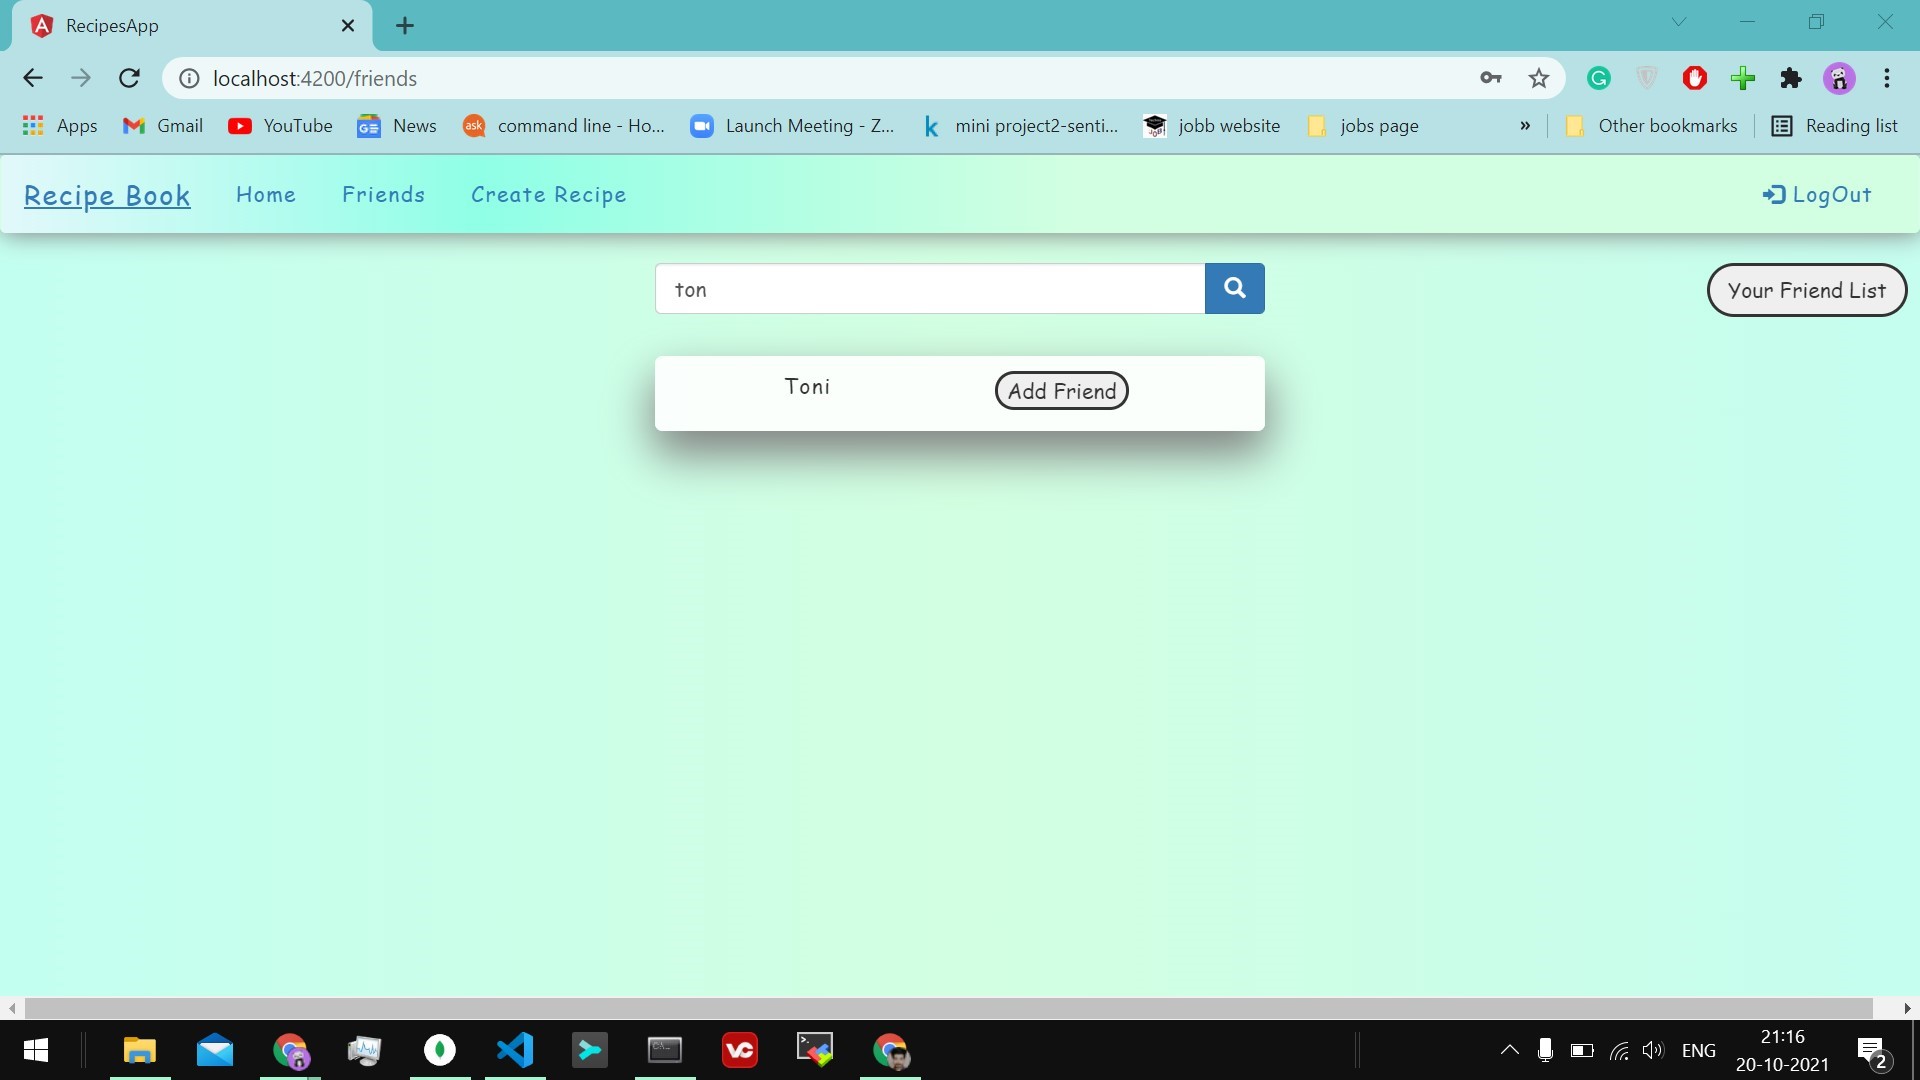 RecipesApp
localhost:4200/friends
Apps Gmail YouTube News ask command line - Ho... Launch Meeting - Z... k mini project2-senti... jobb website jobs page » Other bookmarks Reading list
Recipe Book Home Friends Create Recipe LogOut
ton
Your Friend List
Toni Add Friend
ENG 21:16
20-10-2021 2